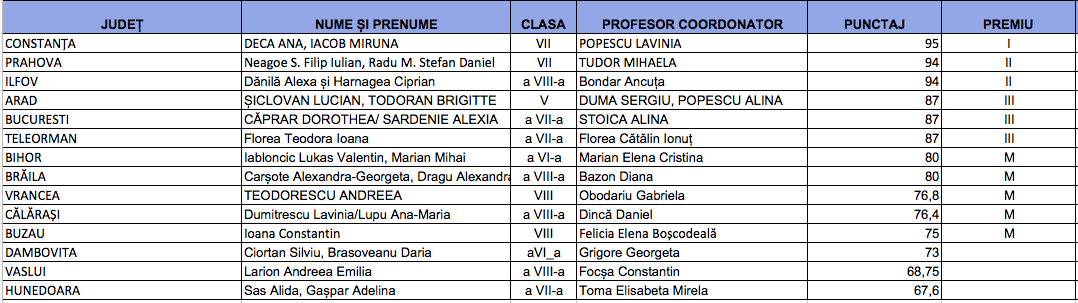 JUDEȚ NUME ȘI PRENUME CLASA PROFESOR COORDONATOR PUNCTAJ PREMIU
CONSTANȚA DECA ANA, IACOB MIRUNA VII POPESCU LAVINIA 95 I
PRAHOVA Neagoe S. Filip Iulian, Radu M. Stefan Daniel VII TUDOR MIHAELA 94 II
ILFOV Dănilă Alexa și Harnagea Ciprian a VIII-a Bondar Ancuța 94 II
ARAD ȘICLOVAN LUCIAN, TODORAN BRIGITTE V DUMA SERGIU, POPESCU ALINA 87 III
BUCURESTI CĂPRAR DOROTHEA/ SARDENIE ALEXIA a VII-a STOICA ALINA 87 III
TELEORMAN Florea Teodora Ioana a VII-a Florea Cătălin Ionuț 87 III
BIHOR Iabloncic Lukas Valentin, Marian Mihai a VI-a Marian Elena Cristina 80 M
BRĂILA Carșote Alexandra-Georgeta, Dragu Alexandra a VIII-a Bazon Diana 80 M
VRANCEA TEODORESCU ANDREEA VIII Obodariu Gabriela 76,8 M
CĂLĂRAȘI Dumitrescu Lavinia/Lupu Ana-Maria a VIII-a Dincă Daniel 76,4 M
BUZAU Ioana Constantin VIII Felicia Elena Boșcodeală 75 M
DAMBOVITA Ciortan Silviu, Brasoveanu Daria aVI_a Grigore Georgeta 73
VASLUI Larion Andreea Emilia a VIII-a Focșa Constantin 68,75
HUNEDOARA Sas Alida, Gașpar Adelina a VII-a Toma Elisabeta Mirela 67,6